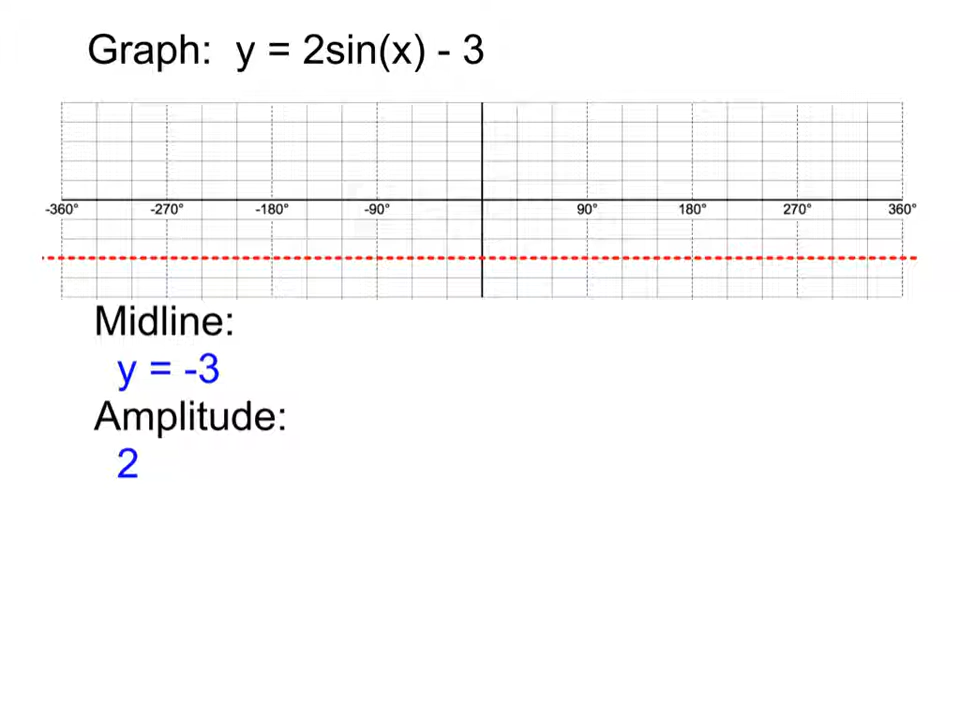 Graph: y = 2sin(x) - 3
-360° -270° -180° -90° 90° 180° 270° 360°
Midline:
y = -3
Amplitude:
2